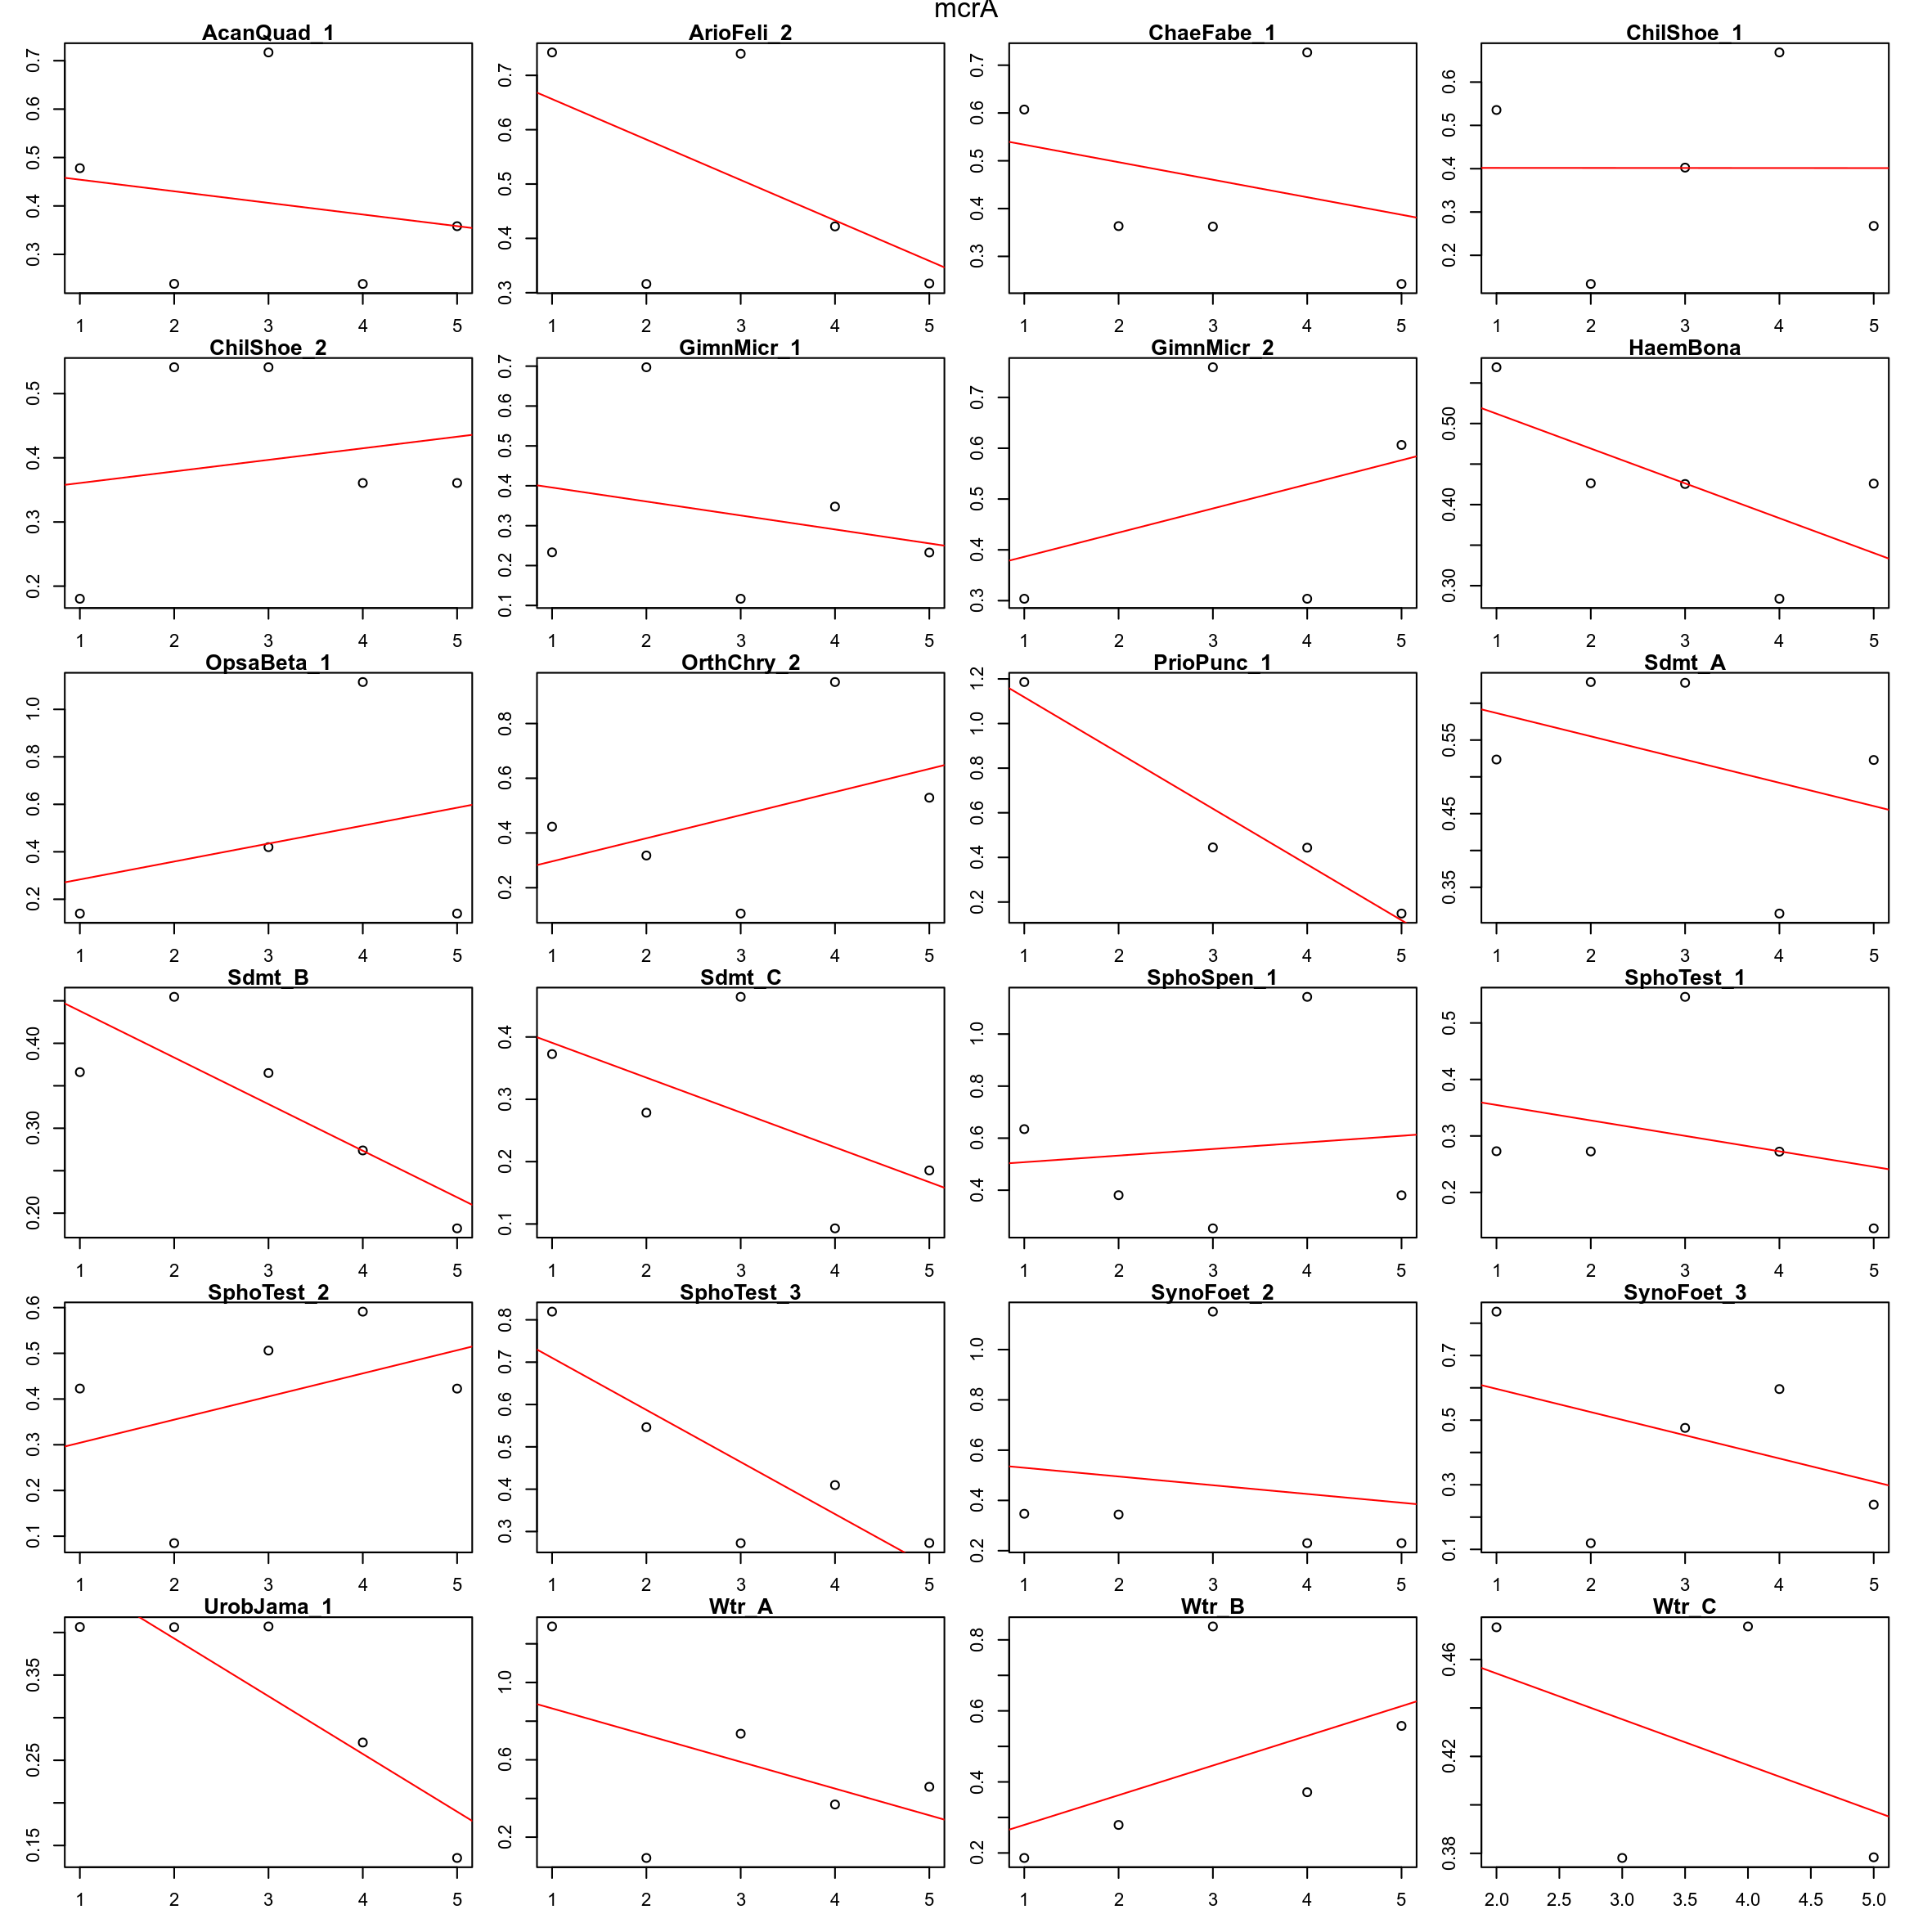 mcrA
AcanQuad_1 ArioFeli_2 ChaeFabe_1 ChilShoe_1
0.3 0.4 0.5 0.6 0.7 0.3 0.4 0.5 0.6 0.7 0.3 0.4 0.5 0.6 0.7 0.2 0.3 0.4 0.5 0.6
1 2 3 4 5 1 2 3 4 5 1 2 3 4 5 1 2 3 4 5
ChilShoe_2 GimnMicr_1 GimnMicr_2 HaemBona
0.2 0.3 0.4 0.5 0.1 0.2 0.3 0.4 0.5 0.6 0.7 0.3 0.4 0.5 0.6 0.7 0.30 0.40 0.50
1 2 3 4 5 1 2 3 4 5 1 2 3 4 5 1 2 3 4 5
OpsaBeta_1 OrthChry_2 PrioPunc_1 Sdmt_A
0.2 0.4 0.6 0.8 1.0 0.2 0.4 0.6 0.8 0.2 0.4 0.6 0.8 1.0 1.2 0.35 0.45 0.55
1 2 3 4 5 1 2 3 4 5 1 2 3 4 5 1 2 3 4 5
Sdmt_B Sdmt_C SphoSpen_1 SphoTest_1
0.20 0.30 0.40 0.1 0.2 0.3 0.4 0.4 0.6 0.8 1.0 0.2 0.3 0.4 0.5
1 2 3 4 5 1 2 3 4 5 1 2 3 4 5 1 2 3 4 5
SphoTest_2 SphoTest_3 SynoFoet_2 SynoFoet_3
0.1 0.2 0.3 0.4 0.5 0.6 0.3 0.4 0.5 0.6 0.7 0.8 0.2 0.4 0.6 0.8 1.0 0.1 0.3 0.5 0.7
1 2 3 4 5 1 2 3 4 5 1 2 3 4 5 1 2 3 4 5
UrobJama_1 Wtr_A Wtr_B Wtr_C
0.15 0.25 0.35 0.2 0.6 1.0 0.2 0.4 0.6 0.8 0.38 0.42 0.46
1 2 3 4 5 1 2 3 4 5 1 2 3 4 5 2.0 2.5 3.0 3.5 4.0 4.5 5.0